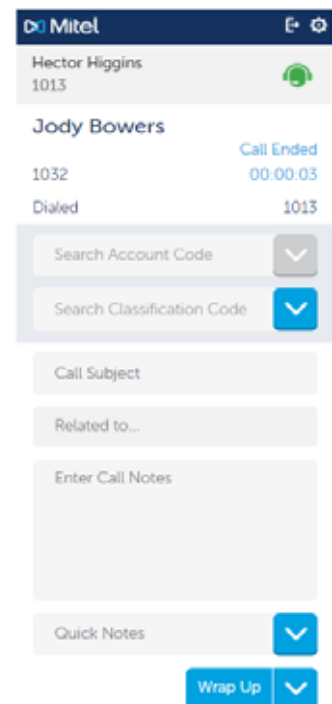 Mitel
Hector Higgins
1013
Jody Bowers
Call Ended
1032 00:00:03
Dialed 1013
Search Account Code
Search Classification Code
Call Subject
Related to...
Enter Call Notes
Quick Notes
Wrap Up